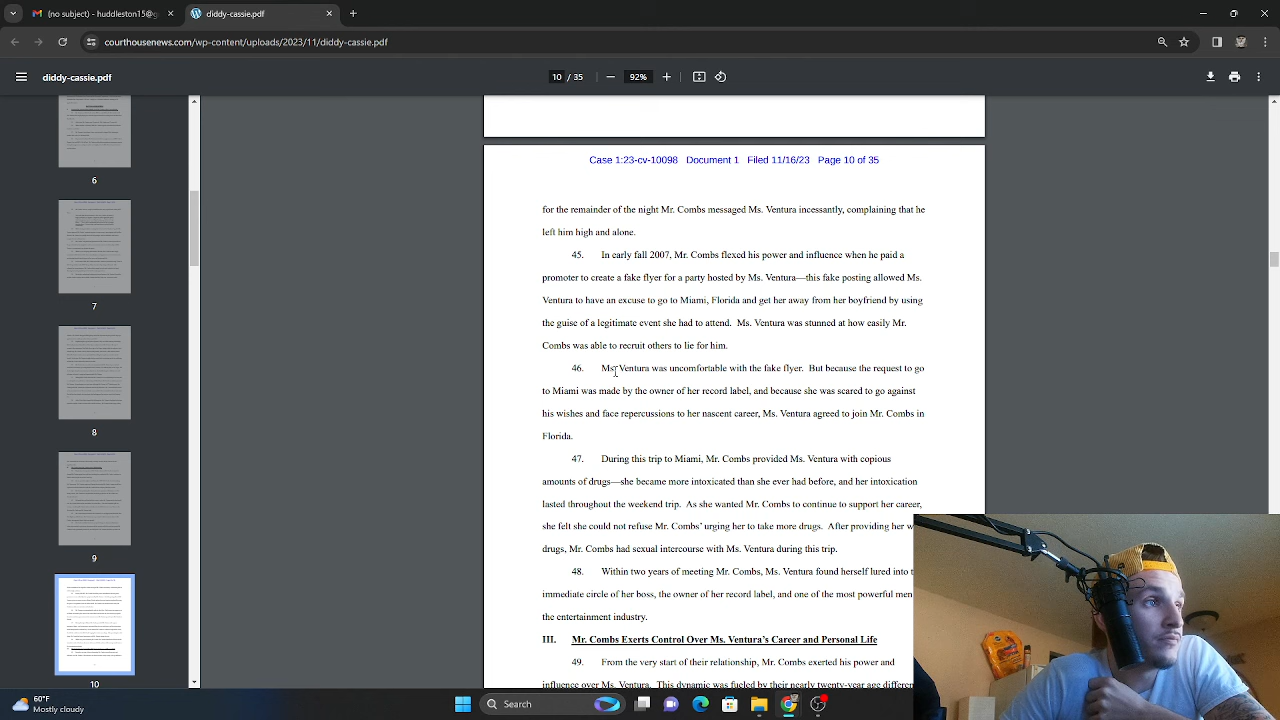 (no subject) - huddleston15@g
diddy-cassie.pdf
courthousenews.com/wp-content/uploads/2023/11/diddy-cassie.pdf
diddy-cassie.pdf
10 / 35
92%
6
7
8
9
10
Case 1:23-cv-10098 Document 1 Filed 11/16/23 Page 10 of 35
for the remainder of the night Mr. Combs messaged Ms. Ventura incessantly, complaining that he
left him high and alone.
45. In early fall 2007, Mr. Combs flexed his power and influence when he paid a
promoter to create a fake flyer for a party hosted by Ms. Ventura—this fake posting allowed Ms.
Ventura to have an excuse to go to Miami, Florida and get her away from her boyfriend by using
the guise of a legitimate event she had to attend. Ms. Ventura was amazed at how easily Mr.
Combs was able to recruit others to lie for him.
46. Ms. Ventura was uncomfortable with the fake flyer. But because the request to go
to Miami was made by the owner of her record label, and because she was scared to go against
his wishes and face repercussions to her nascent career, Ms. Ventura agreed to join Mr. Combs in
Florida.
47. During this trip to Miami, Mr. Combs provided Ms. Ventura with copious
amounts of drugs—she became more intoxicated than ever before, and her intoxication
lasted throughout the weekend trip. As she wanted Mr. Combs to continue to support her career,
she felt she could not refuse Mr. Combs' urging her to take more drugs. After providing her w
Mr. Combs had sexual intercourse with Ms. Ventura during the trip.
48. Within two years of meeting Mr. Combs, Ms. Ventura found herself lured into t
of her boss, the owner of her record label, and one of the most powerful men
in the entertainment industry.
Mr. Combs Exerts Control Over Ms. Ventura's Professional and Personal Life
49. From the very start of their relationship, Mr. Combs exerted his power and
influence over Ms. Ventura. This dynamic was fueled by their nearly twenty-year age differen
60°F
Mostly cloudy
Search